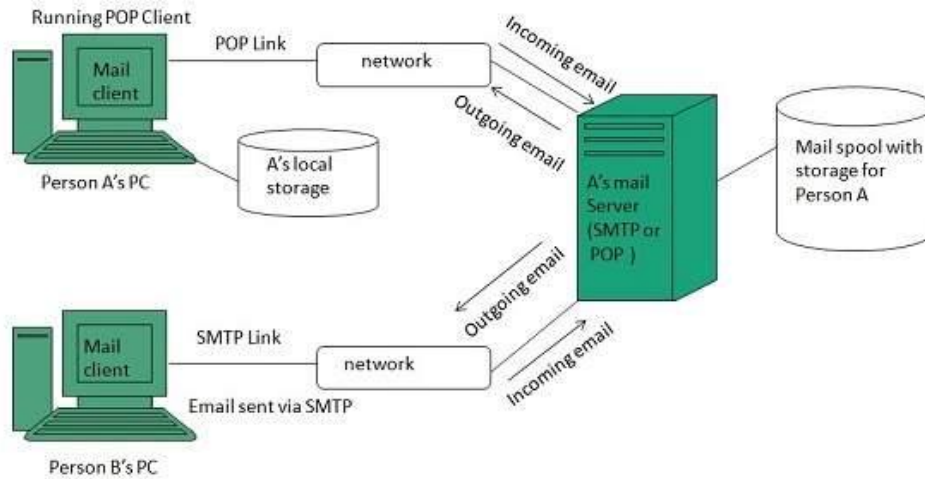 Running POP Client
POP Link
network
Incoming email
Outgoing email
Mail
client
A's local
storage
Person A's PC
A's mail
Server
(SMTP or
POP )
Mail spool with
storage for
Person A
Outgoing email
Incoming email
Mail
client
SMTP Link
network
Email sent via SMTP
Person B's PC